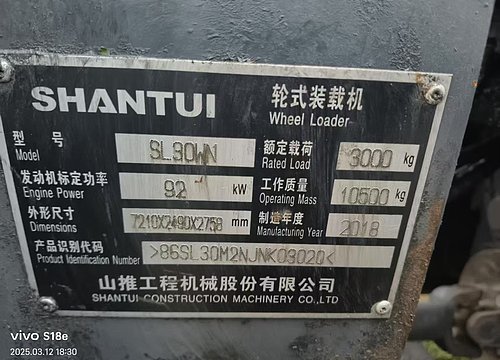 SHANTUI
轮式装载机
Wheel Loader
型号 SL30WN 额定载荷 3000 kg
Model Rated Load
发动机标定功率 92 kW 工作质量 10500 kg
Engine Power Operating Mass
外形尺寸 7210X2490X2758 mm 制造年度 2018
Dimensions Manufacturing Year
产品识别代码 >86SL30M2NJNK09020<
Product Identification Number
山推工程机械股份有限公司
SHANTUI CONSTRUCTION MACHINERY CO.,LTD
vivo S18e
2025.03.12 18:30